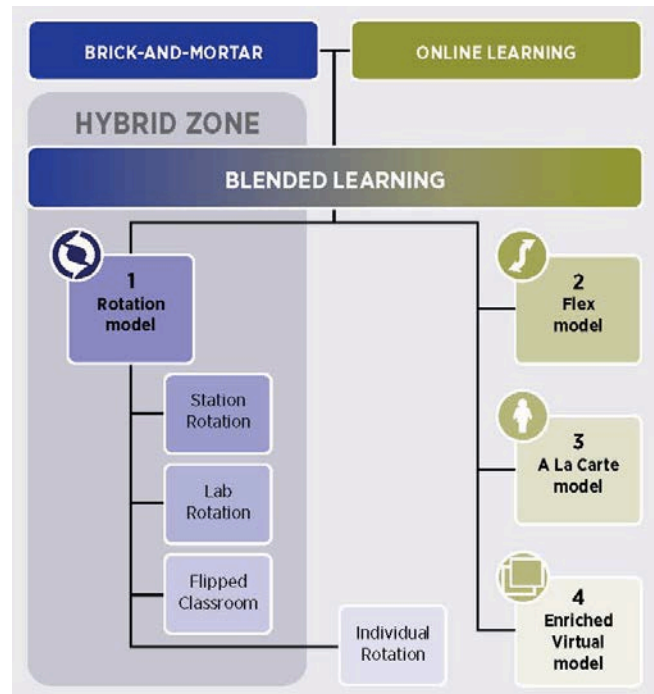 BRICK-AND-MORTAR
ONLINE LEARNING
HYBRID ZONE
BLENDED LEARNING
1
Rotation
model
Station
Rotation
Lab
Rotation
Flipped
Classroom
Individual
Rotation
2
Flex
model
3
A La Carte
model
4
Enriched
Virtual
model